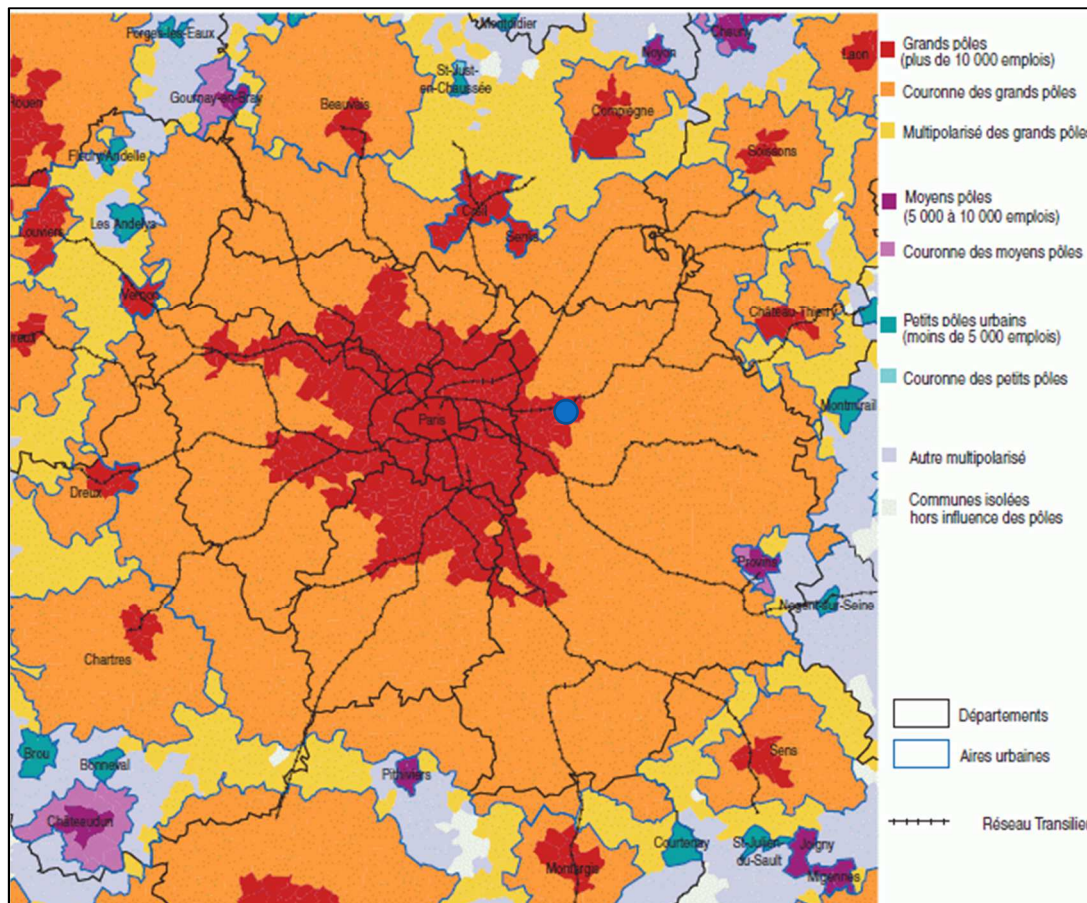 Forges-les-Eaux
Montdidier
Chauny
Noyon
Laon
St-Just-
en-Chaussée
Gournay-en-Bray
Beauvais
Compiègne
Rouen
Fleury/Andelle
Soissons
Les Andelys
Louviers
Creil
Senlis
Vernon
Château-Thierry
Montmirail
Paris
Dreux
Provins
Nogent-sur-Seine
Chartres
Brou
Bonneval
Sens
Pithiviers
Châteaudun
Courtenay
St-Julien-
du-Sault
Joigny
Migennes
Montargis
Grands pôles
(plus de 10 000 emplois)
Couronne des grands pôles
Multipolarisé des grands pôle
Moyens pôles
(5 000 à 10 000 emplois)
Couronne des moyens pôles
Petits pôles urbains
(moins de 5 000 emplois)
Couronne des petits pôles
Autre multipolarisé
Communes isolées
hors influence des pôles
Départements
Aires urbaines
Réseau Transilien